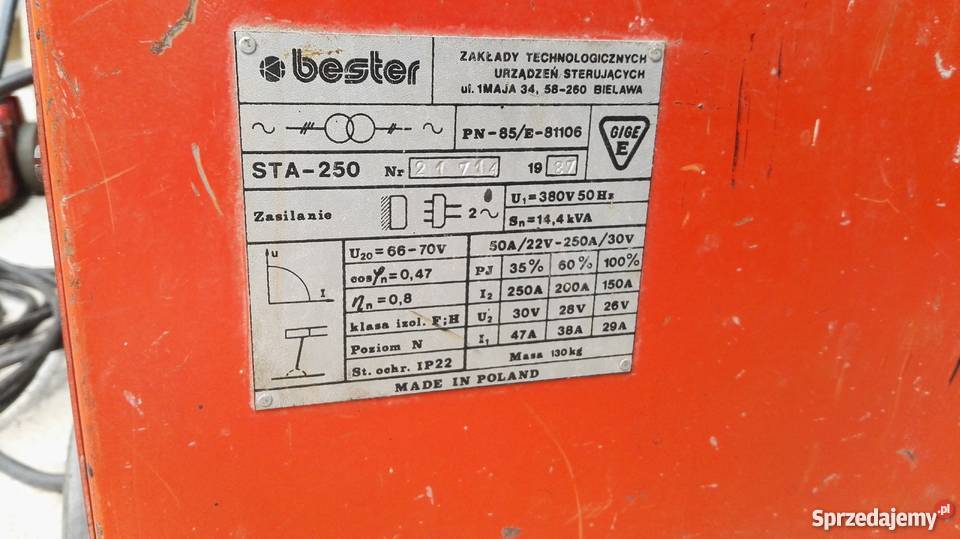 bester
ZAKŁADY TECHNOLOGICZNYCH
URZĄDZEŃ STERUJĄCYCH
ul. 1MAJA 34, 58-260 BIELAWA
PN-85/E-81106
GIGE
E
STA-250 Nr 21 714 1987
Zasilanie 2~
U₁=380V 50Hz
Sn=14,4kVA
u
I
U₂₀=66-70V
cosφn=0,47
ηn=0,8
klasa izol. F;H
Poziom N
St. ochr. IP22
50A/22V-250A/30V
PJ 35% 60% 100%
I₂ 250A 200A 150A
U₂ 30V 28V 26V
I₁ 47A 38A 29A
Masa 130kg
MADE IN POLAND
Sprzedajemy.pl